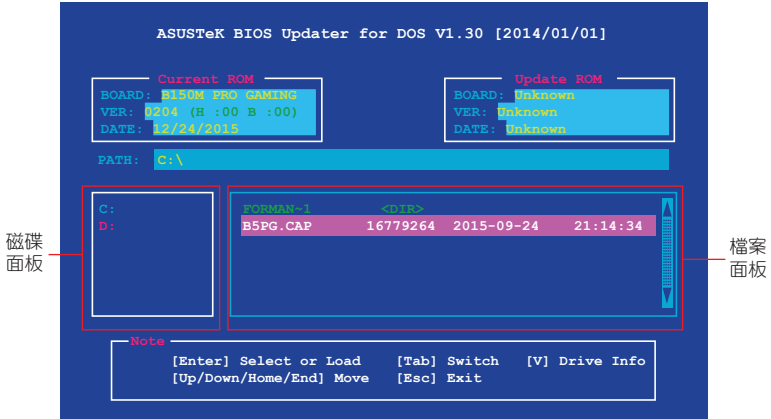 ASUSTeK BIOS Updater for DOS V1.30 [2014/01/01]
Current ROM
BOARD: B150M PRO GAMING
VER: 0204 (H :00 B :00)
DATE: 12/24/2015
Update ROM
BOARD: Unknown
VER: Unknown
DATE: Unknown
PATH: C:\
磁碟
面板
C:
D:
FORMAN~1 <DIR>
B5PG.CAP 16779264 2015-09-24 21:14:34
檔案
面板
Note
[Enter] Select or Load [Tab] Switch [V] Drive Info
[Up/Down/Home/End] Move [Esc] Exit